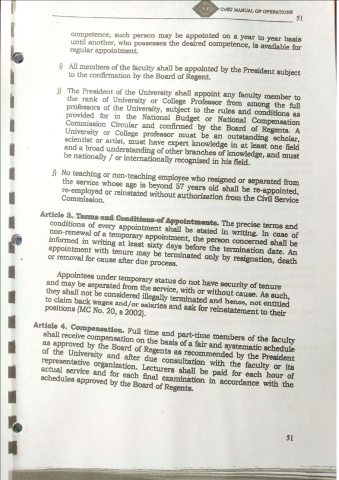 CvSU MANUAL OF OPERATIONS
51
competence, such person may be appointed on a year to year basis
until another, who possesses the desired competence, is available for
regular appointment.
i) All members of the faculty shall be appointed by the President subject
to the confirmation by the Board of Regent.
j) The President of the University shall appoint any faculty member to
the rank of University or College Professor from among the full
professors of the University, subject to the rules and conditions as
provided for in the National Budget or National Compensation
Commission Circular and confirmed by the Board of Regents. A
University or College professor must be an outstanding scholar,
scientist or artist, must have expert knowledge in at least one field
and a broad understanding of other branches of knowledge, and must
be nationally / or internationally recognised in his field.
j) No teaching or non-teaching employee who resigned or separated from
the service whose age is beyond 57 years old shall be re-appointed,
re-employed or reinstated without authorization from the Civil Service
Commission.
Article 3. Terms and Conditions of Appointments. The precise terms and
conditions of every appointment shall be stated in writing. In case of
non-renewal of a temporary appointment, the person concerned shall be
informed in writing at least sixty days before the termination date. An
appointment with tenure may be terminated only by resignation, death
or removal for cause after due process.
Appointees under temporary status do not have security of tenure
and may be separated from the service, with or without cause. As such,
they shall not be considered illegally terminated and hence, not entitled
to claim back wages and/or salaries and ask for reinstatement to their
positions (MC No. 20, s 2002).
Article 4. Compensation. Full time and part-time members of the faculty
shall receive compensation on the basis of a fair and systematic schedule
as approved by the Board of Regents as recommended by the President
of the University and after due consultation with the faculty or its
representative organization. Lecturers shall be paid for each hour of
actual service and for each final examination in accordance with the
schedules approved by the Board of Regents.
51